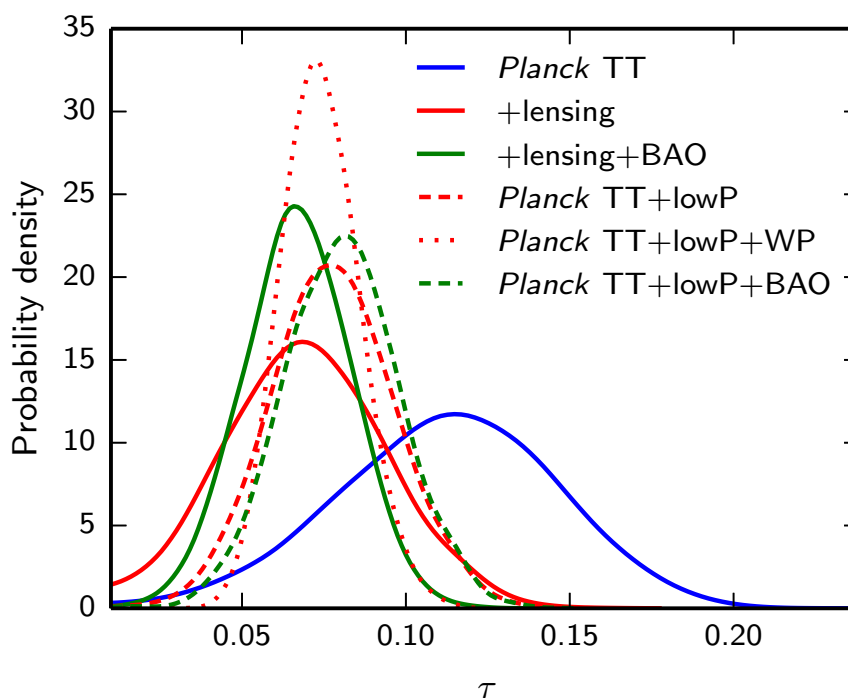 35
30
25
20
15
10
5
0
Probability density
Planck TT
+lensing
+lensing+BAO
Planck TT+lowP
Planck TT+lowP+WP
Planck TT+lowP+BAO
0.05 0.10 0.15 0.20
τ